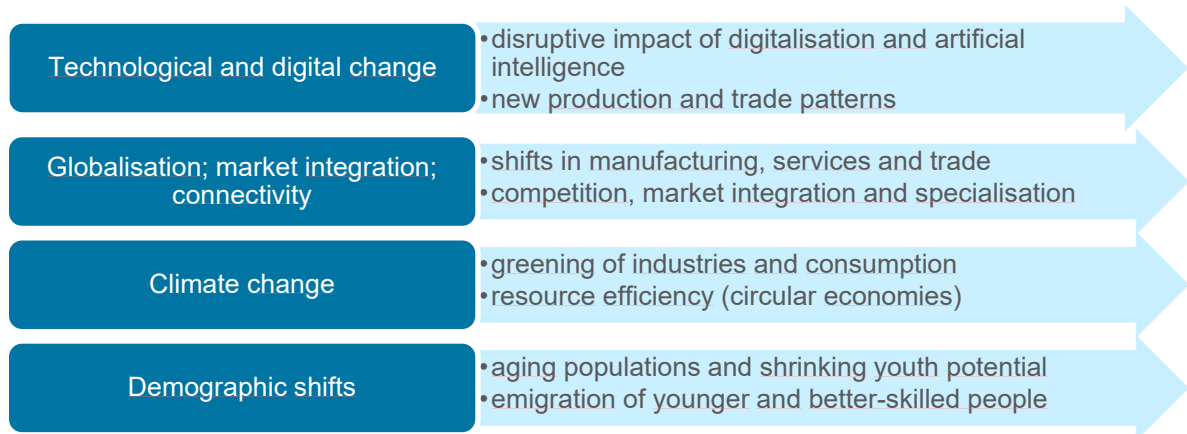 Technological and digital change
•disruptive impact of digitalisation and artificial
intelligence
•new production and trade patterns
Globalisation; market integration;
connectivity
•shifts in manufacturing, services and trade
•competition, market integration and specialisation
Climate change
•greening of industries and consumption
•resource efficiency (circular economies)
Demographic shifts
•aging populations and shrinking youth potential
•emigration of younger and better-skilled people